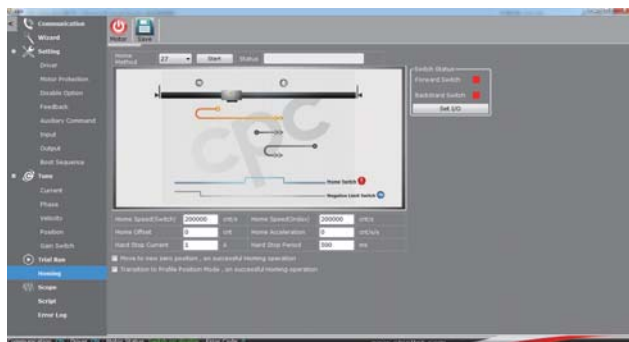 Communication
Wizard
Setting
Driver
Motor Protection
Disable Option
Feedback
Auxiliary Command
Input
Output
Boot Sequence
Tune
Current
Phase
Velocity
Position
Gain Switch
Trial Run
Homing
Scope
Script
Error Log
Motor
Save
Home Method
27
Start
Status
cpc
Home Switch
Negative Limit Switch
Switch Status
Forward Switch
Backward Switch
Set I/O
Home Speed(Switch) 200000 cnt/s Home Speed(Index) 200000 cnt/s
Home Offset 0 cnt Home Acceleration 0 cnt/s/s
Hard Stop Current 1 A Hard Stop Period 500 ms
Move to new zero position , on successful Homing operation
Transition to Profile Position Mode , on successful Homing operation